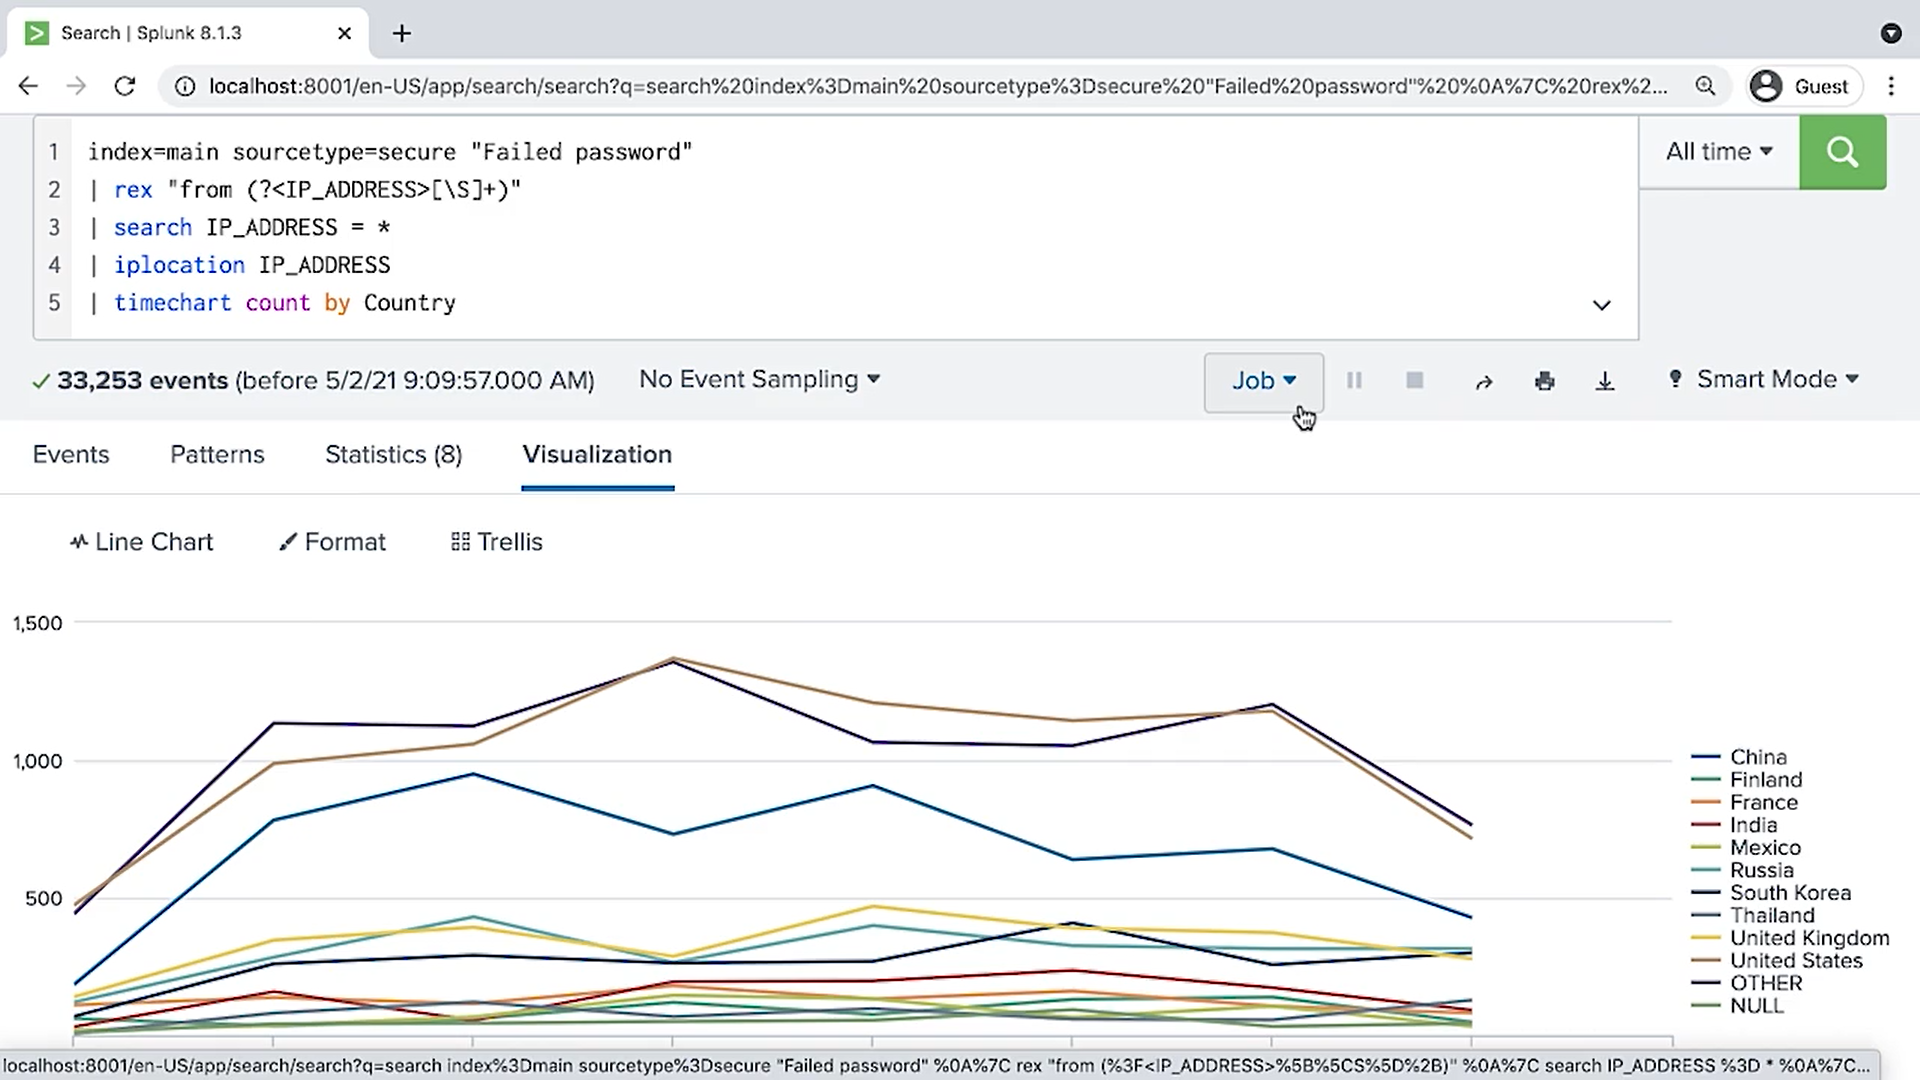 Search | Splunk 8.1.3
localhost:8001/en-US/app/search/search?q=search%20index%3Dmain%20sourcetype%3Dsecure%20"Failed%20password"%20%0A%7C%20rex%2...
Guest
1 index=main sourcetype=secure "Failed password"
2 | rex "from (?<IP_ADDRESS>[\S]+)"
3 | search IP_ADDRESS = *
4 | iplocation IP_ADDRESS
5 | timechart count by Country
All time
33,253 events (before 5/2/21 9:09:57.000 AM)
No Event Sampling
Job
Smart Mode
Events Patterns Statistics (8) Visualization
Line Chart Format Trellis
1,500
1,000
500
China
Finland
France
India
Mexico
Russia
South Korea
Thailand
United Kingdom
United States
OTHER
NULL
localhost:8001/en-US/app/search/search?q=search index%3Dmain sourcetype%3Dsecure "Failed password" %0A%7C rex "from (%3F<IP_ADDRESS>%5B%5CS%5D%2B)" %0A%7C search IP_ADDRESS %3D * %0A%7C...